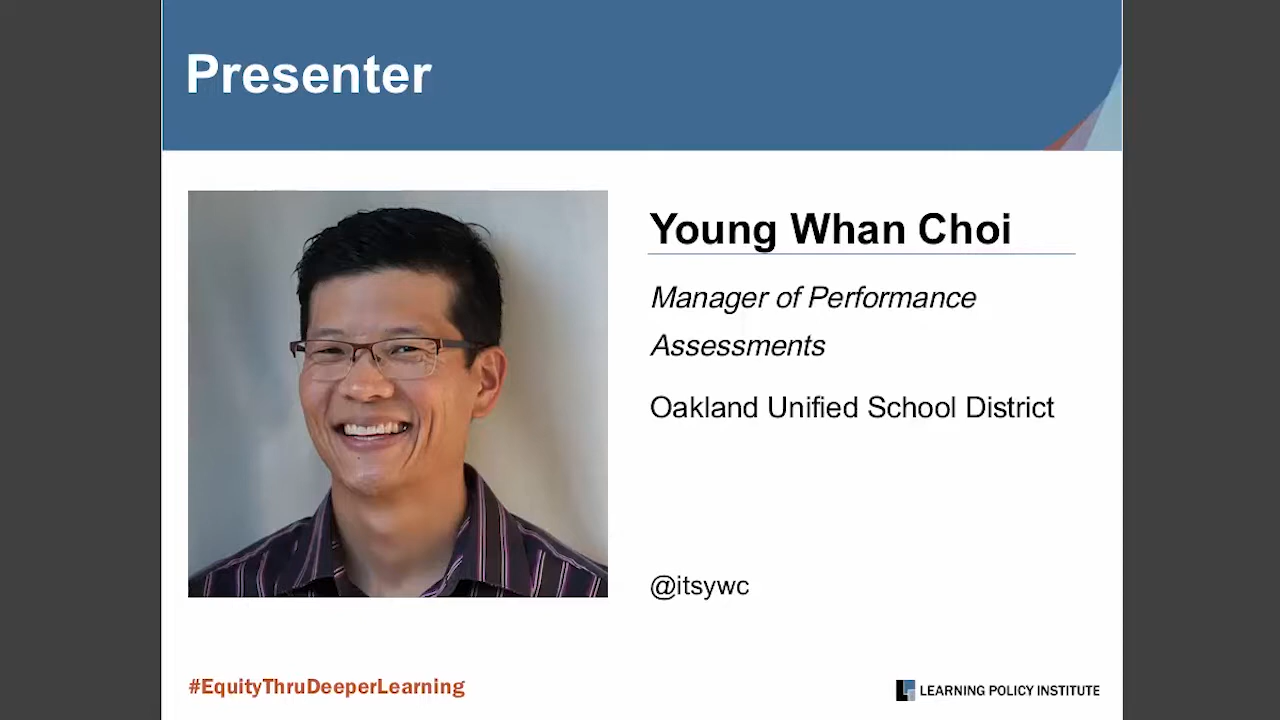 Presenter
Young Whan Choi
Manager of Performance
Assessments
Oakland Unified School District
@itsywc
#EquityThruDeeperLearning
LEARNING POLICY INSTITUTE